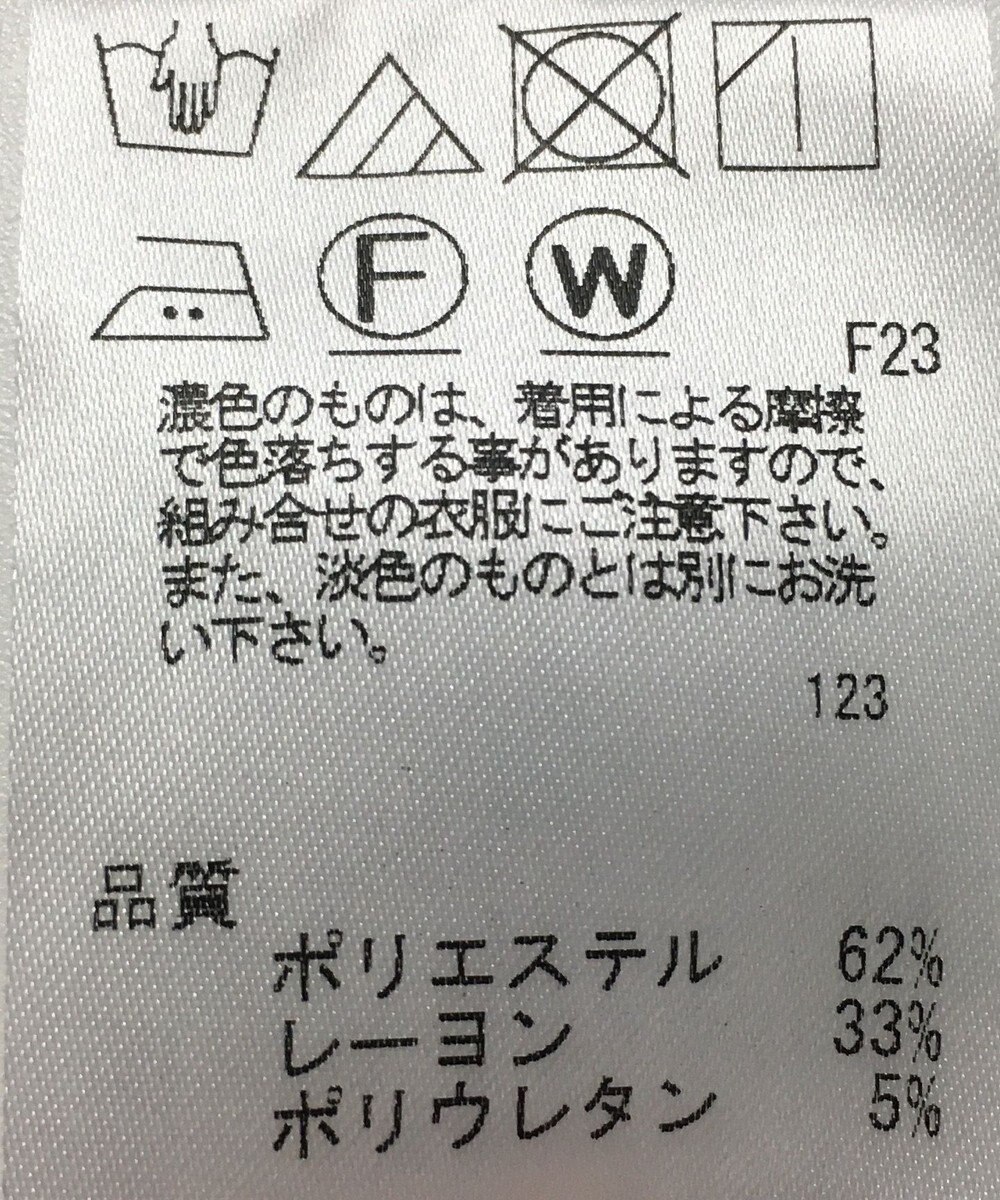 F W
F23
濃色のものは、着用による摩擦
で色落ちする事がありますので、
組み合せの衣服にご注意下さい。
また、淡色のものとは別にお洗
い下さい。
123
品質
ポリエステル 62%
レーヨン 33%
ポリウレタン 5%